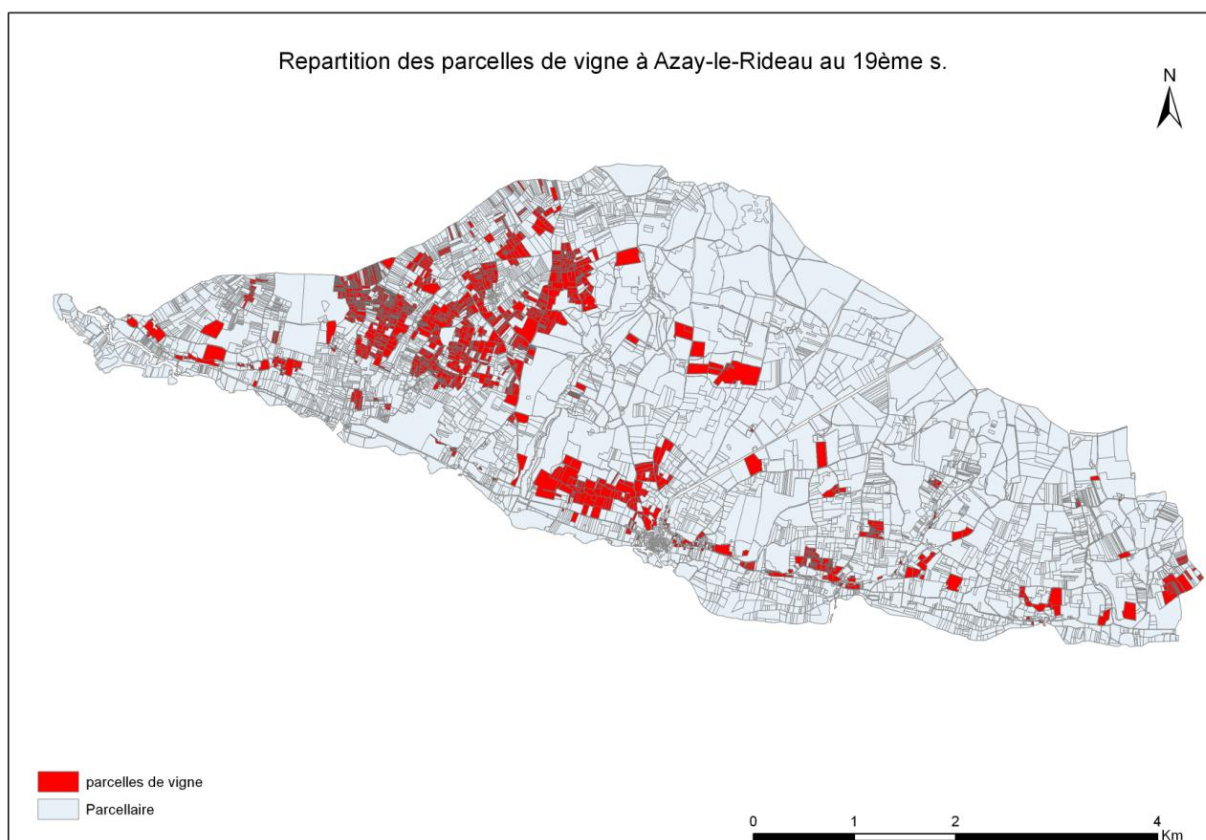 Repartition des parcelles de vigne à Azay-le-Rideau au 19ème s.
N
parcelles de vigne
Parcellaire
0 1 2 4
Km